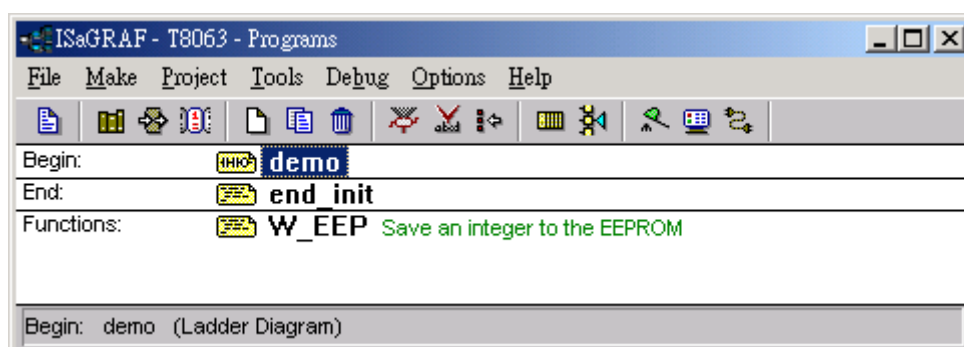 ISaGRAF - T8063 - Programs
File Make Project Tools Debug Options Help
Begin: demo
End: end_init
Functions: W_EEP Save an integer to the EEPROM
Begin: demo (Ladder Diagram)